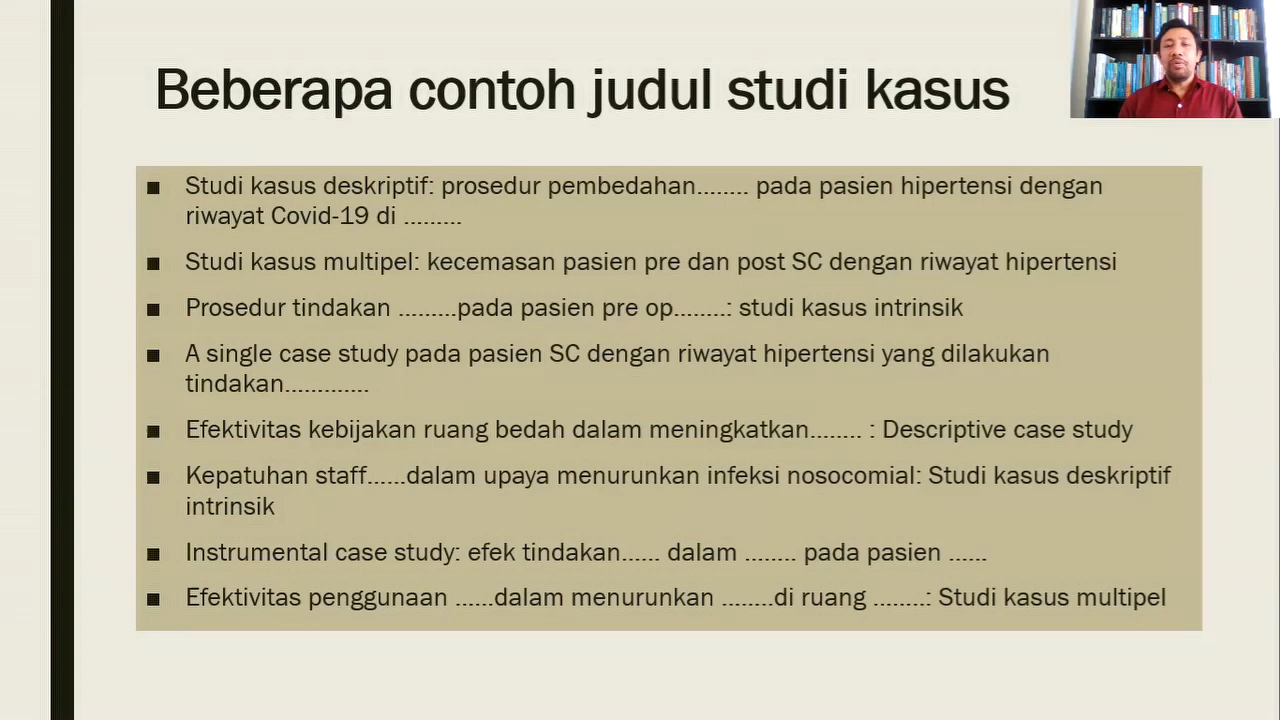 Beberapa contoh judul studi kasus
■ Studi kasus deskriptif: prosedur pembedahan........ pada pasien hipertensi dengan
riwayat Covid-19 di .........
■ Studi kasus multipel: kecemasan pasien pre dan post SC dengan riwayat hipertensi
■ Prosedur tindakan .........pada pasien pre op........: studi kasus intrinsik
■ A single case study pada pasien SC dengan riwayat hipertensi yang dilakukan
tindakan.............
■ Efektivitas kebijakan ruang bedah dalam meningkatkan........ : Descriptive case study
■ Kepatuhan staff......dalam upaya menurunkan infeksi nosocomial: Studi kasus deskriptif
intrinsik
■ Instrumental case study: efek tindakan...... dalam ........ pada pasien ......
■ Efektivitas penggunaan ......dalam menurunkan ........di ruang ........: Studi kasus multipel